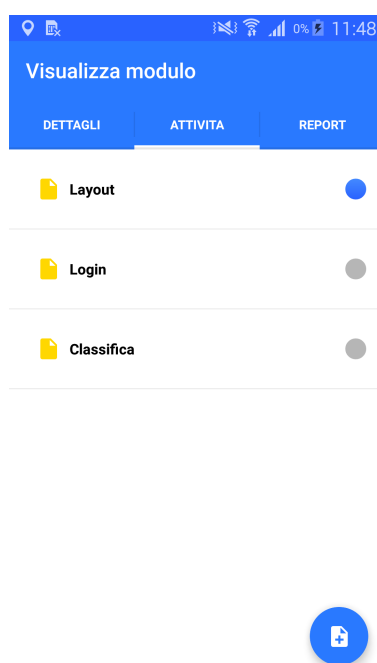 0% 11:48
Visualizza modulo
DETTAGLI ATTIVITA REPORT
Layout
Login
Classifica